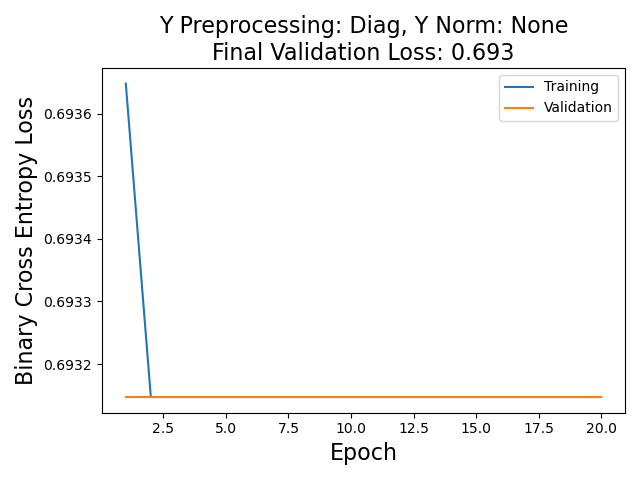 Y Preprocessing: Diag, Y Norm: None
Final Validation Loss: 0.693
Training
Validation
0.6936
0.6935
0.6934
0.6933
0.6932
Binary Cross Entropy Loss
2.5 5.0 7.5 10.0 12.5 15.0 17.5 20.0
Epoch